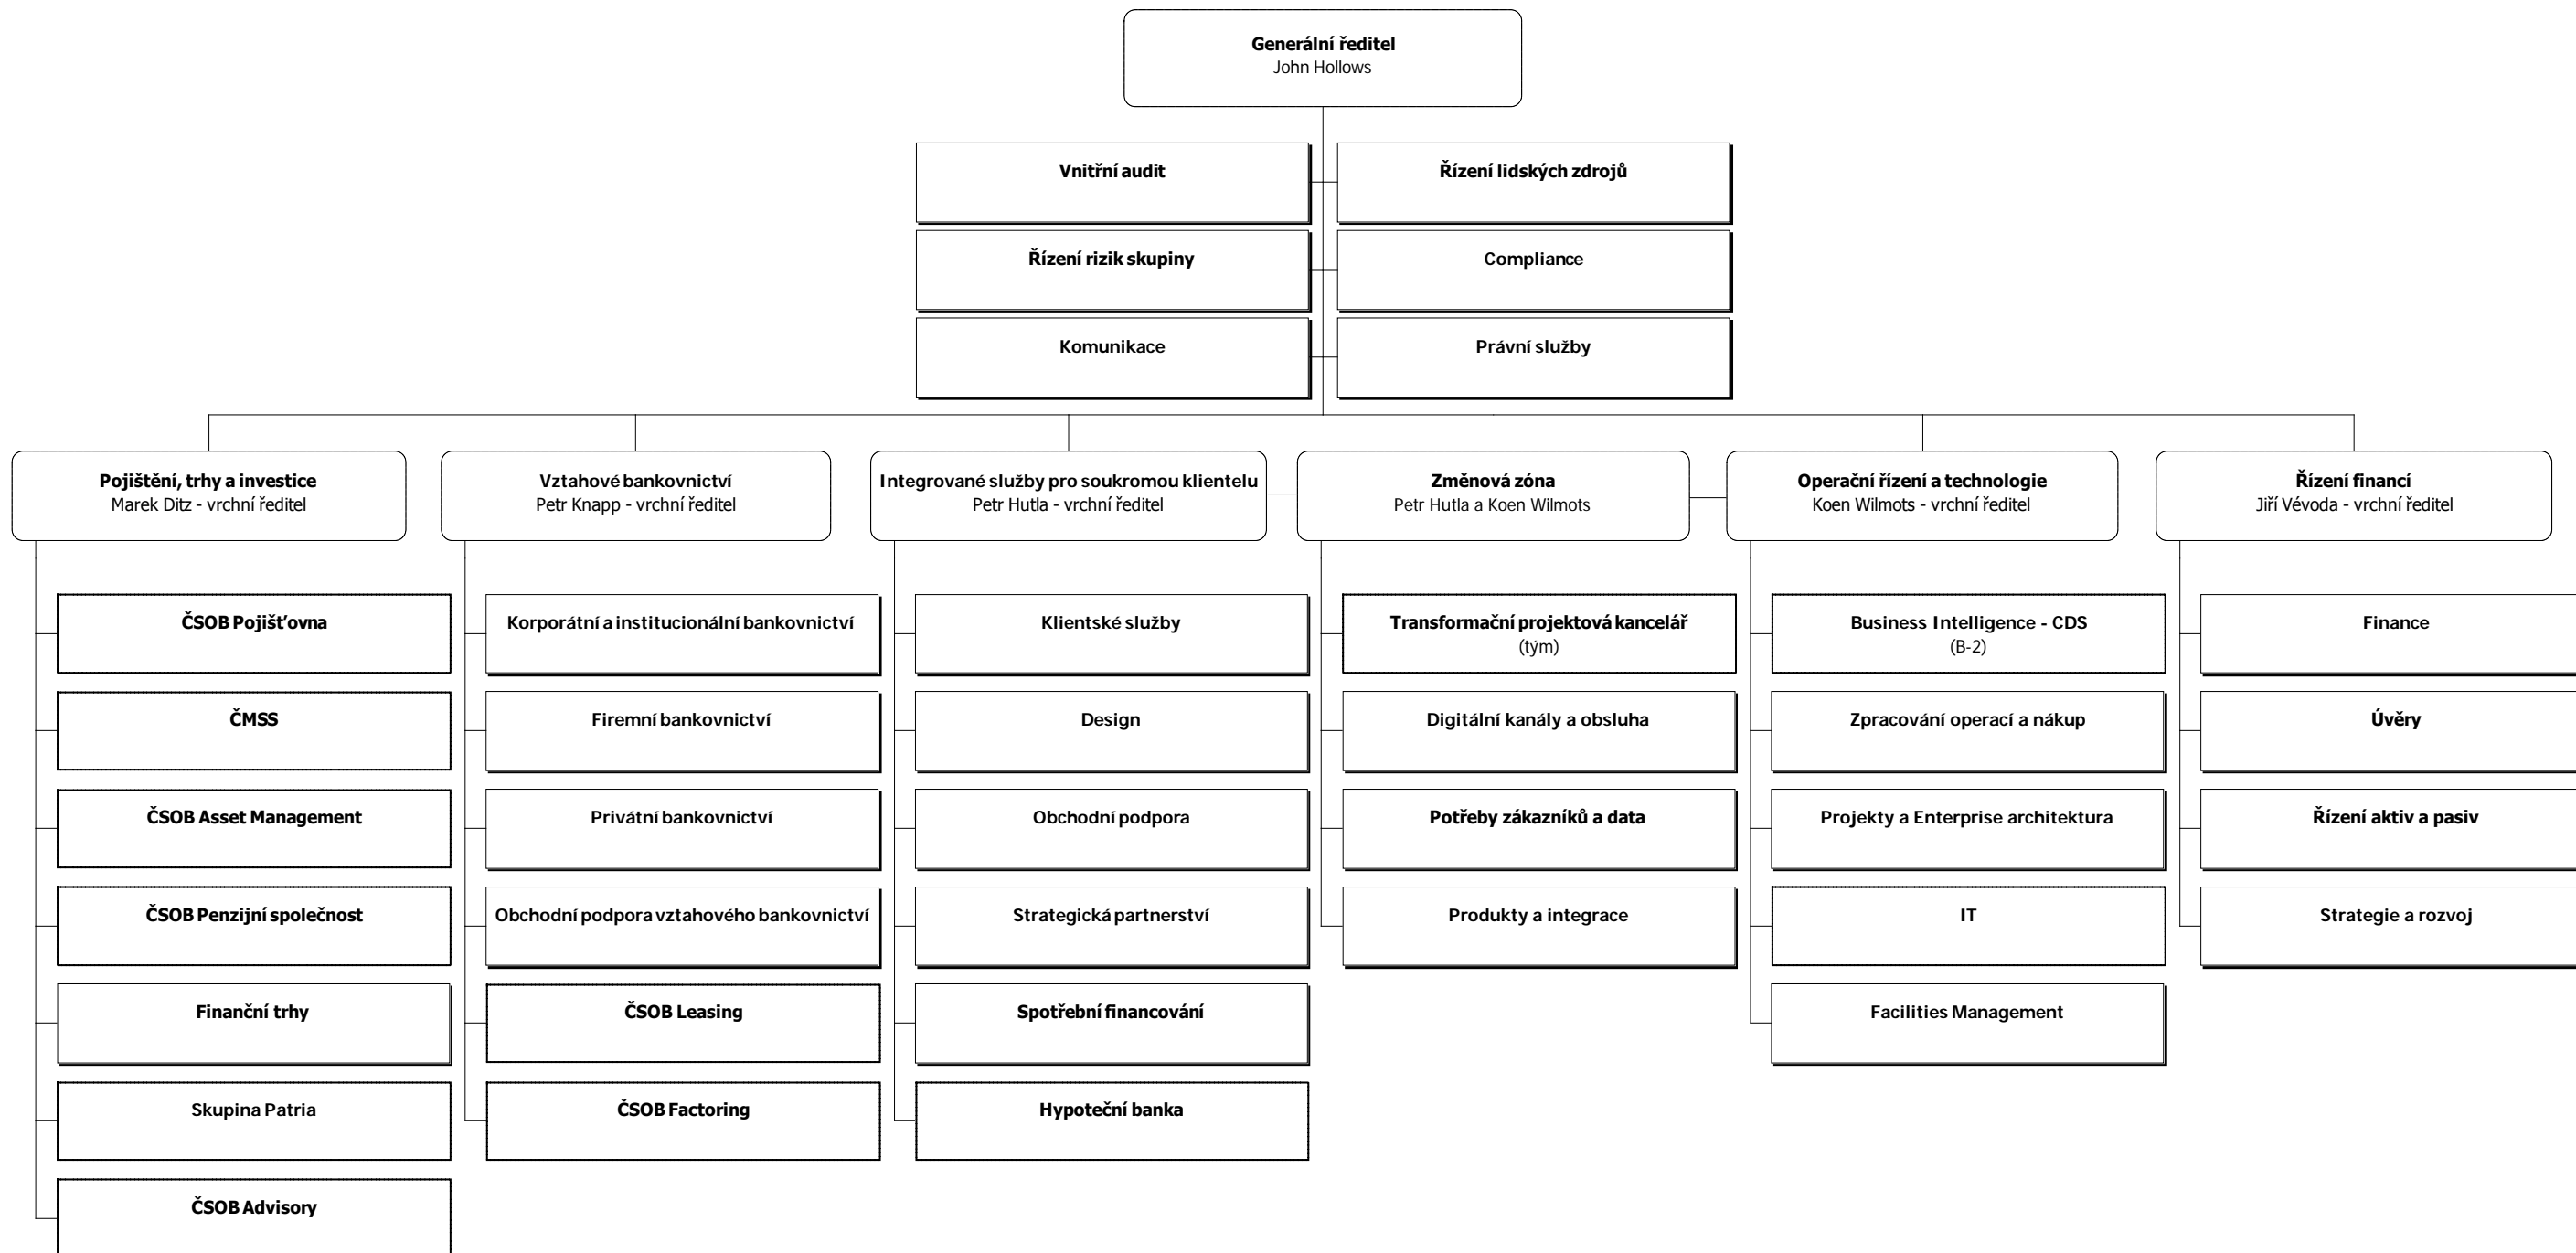 Generální ředitel
John Hollows
Vnitřní audit
Řízení lidských zdrojů
Řízení rizik skupiny
Compliance
Komunikace
Právní služby
Pojištění, trhy a investice
Marek Ditz - vrchní ředitel
Vztahové bankovnictví
Petr Knapp - vrchní ředitel
Integrované služby pro soukromou klientelu
Petr Hutla - vrchní ředitel
Změnová zóna
Petr Hutla a Koen Wilmots
Operační řízení a technologie
Koen Wilmots - vrchní ředitel
Řízení financí
Jiří Vévoda - vrchní ředitel
ČSOB Pojišťovna
ČMSS
ČSOB Asset Management
ČSOB Penzijní společnost
Finanční trhy
Skupina Patria
ČSOB Advisory
Korporátní a institucionální bankovnictví
Firemní bankovnictví
Privátní bankovnictví
Obchodní podpora vztahového bankovnictví
ČSOB Leasing
ČSOB Factoring
Klientské služby
Design
Obchodní podpora
Strategická partnerství
Spotřební financování
Hypoteční banka
Transformační projektová kancelář
(tým)
Digitální kanály a obsluha
Potřeby zákazníků a data
Produkty a integrace
Business Intelligence - CDS
(B-2)
Zpracování operací a nákup
Projekty a Enterprise architektura
IT
Facilities Management
Finance
Úvěry
Řízení aktiv a pasiv
Strategie a rozvoj